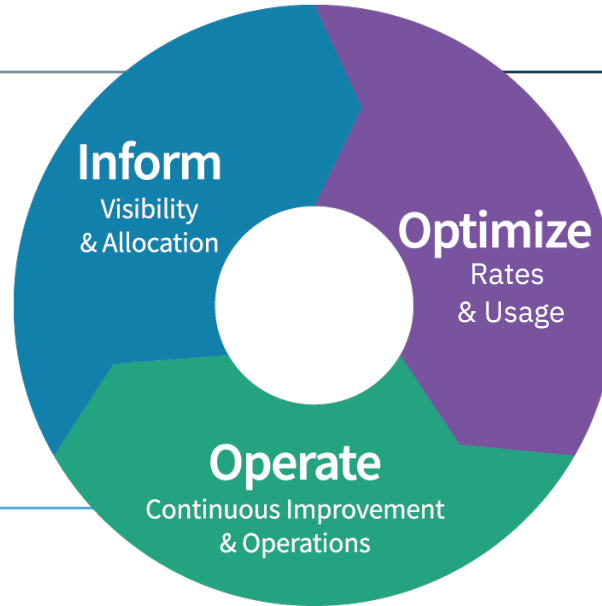 Inform
Visibility
& Allocation
Optimize
Rates
& Usage
Operate
Continuous Improvement
& Operations